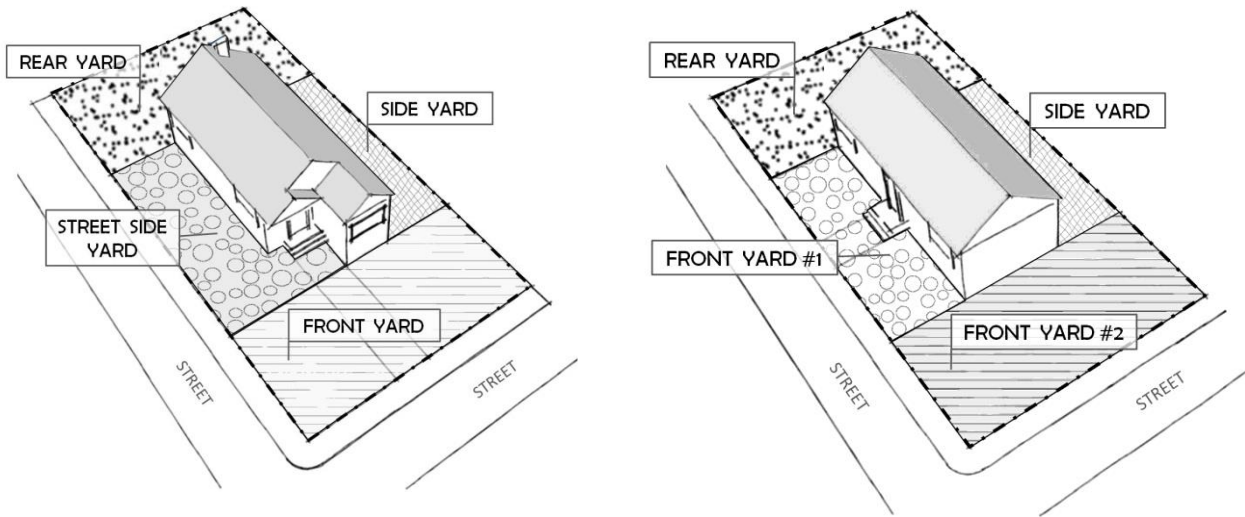 REAR YARD
SIDE YARD
STREET SIDE
YARD
FRONT YARD
STREET
STREET
REAR YARD
SIDE YARD
FRONT YARD #1
FRONT YARD #2
STREET
STREET